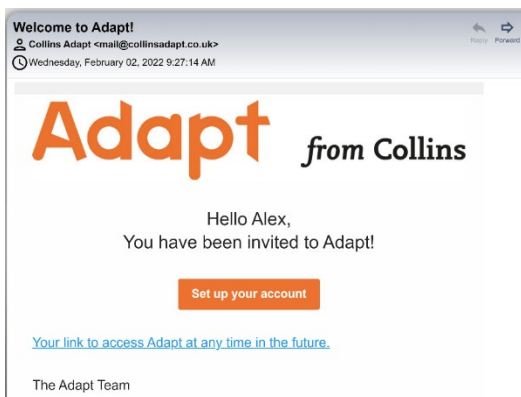 Welcome to Adapt!
Collins Adapt <mail@collinsadapt.co.uk>
Wednesday, February 02, 2022 9:27:14 AM
Reply Forward
Adapt from Collins
Hello Alex,
You have been invited to Adapt!
Set up your account
Your link to access Adapt at any time in the future.
The Adapt Team